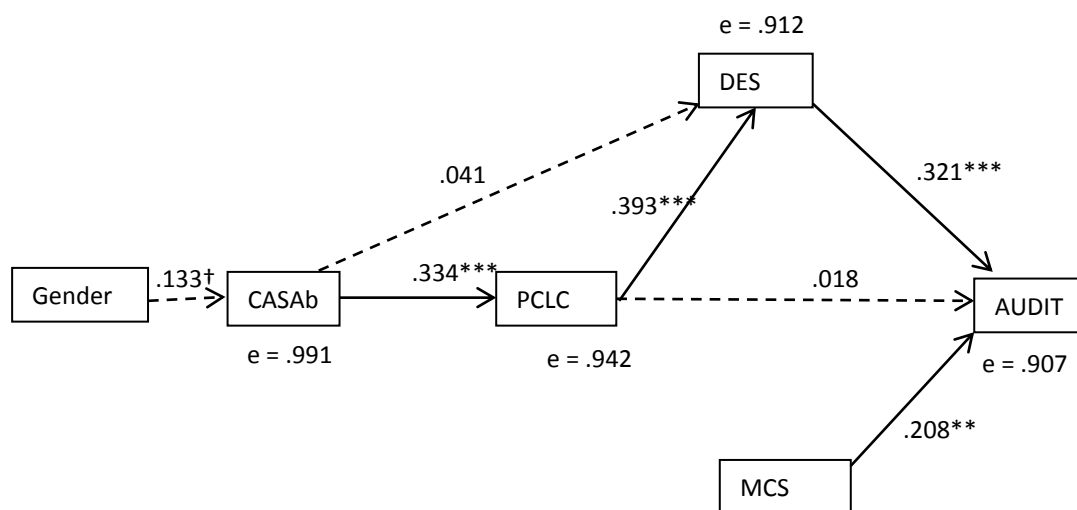 e = .912
DES
.041
.321***
.393***
Gender
.133†
CASAb
.334***
PCLC
.018
AUDIT
e = .991
e = .942
e = .907
.208**
MCS